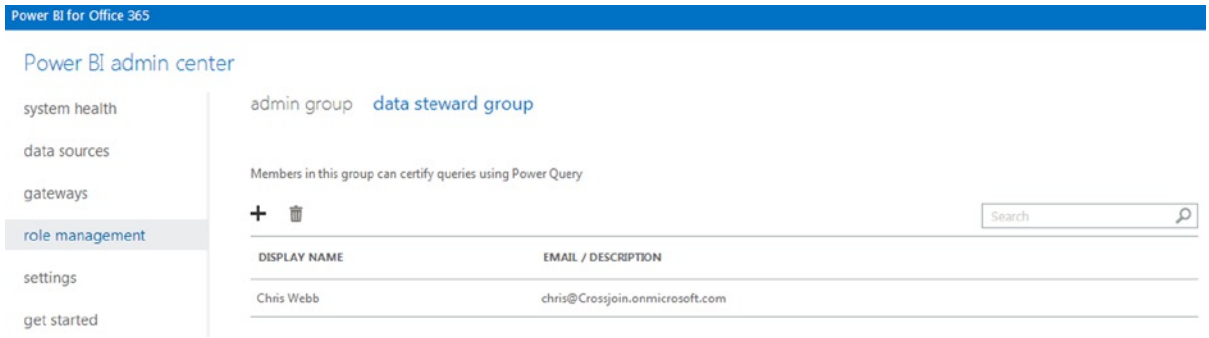 Power BI for Office 365
Power BI admin center
system health
data sources
gateways
role management
settings
get started
admin group data steward group
Members in this group can certify queries using Power Query
Search
DISPLAY NAME EMAIL / DESCRIPTION
Chris Webb chris@Crossjoin.onmicrosoft.com